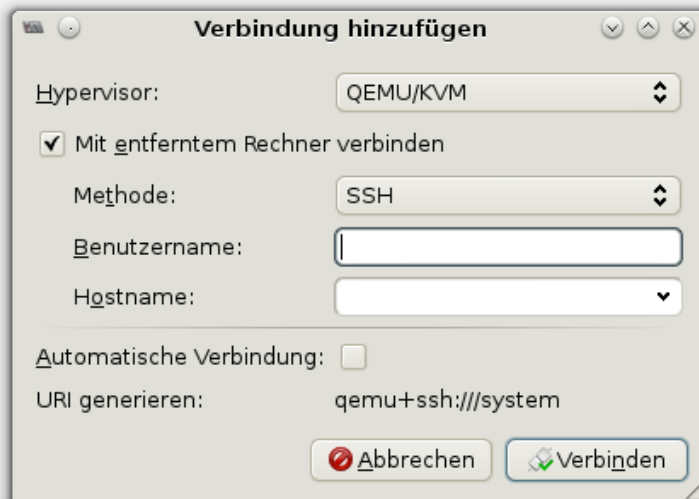 Verbindung hinzufügen
Hypervisor: QEMU/KVM
Mit entferntem Rechner verbinden
Methode: SSH
Benutzername:
Hostname:
Automatische Verbindung:
URI generieren: qemu+ssh:///system
Abbrechen Verbinden